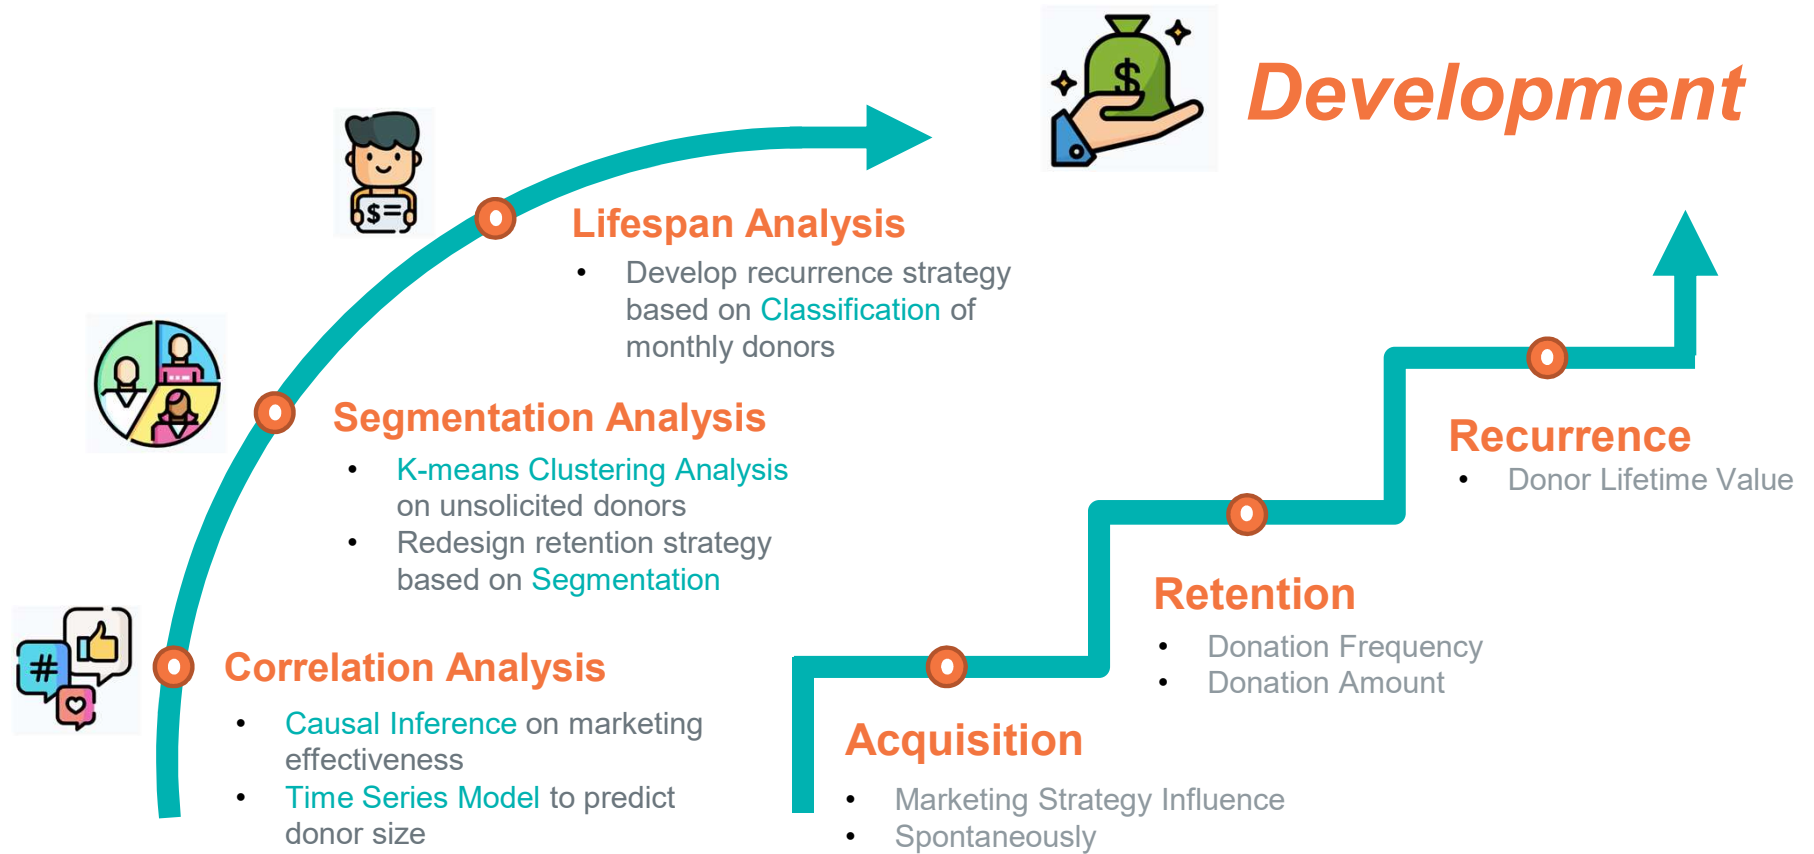 Development
Lifespan Analysis
• Develop recurrence strategy
based on Classification of
monthly donors
Segmentation Analysis
• K-means Clustering Analysis
on unsolicited donors
• Redesign retention strategy
based on Segmentation
Correlation Analysis
• Causal Inference on marketing
effectiveness
• Time Series Model to predict
donor size
Acquisition
• Marketing Strategy Influence
• Spontaneously
Retention
• Donation Frequency
• Donation Amount
Recurrence
• Donor Lifetime Value
$
$=
#